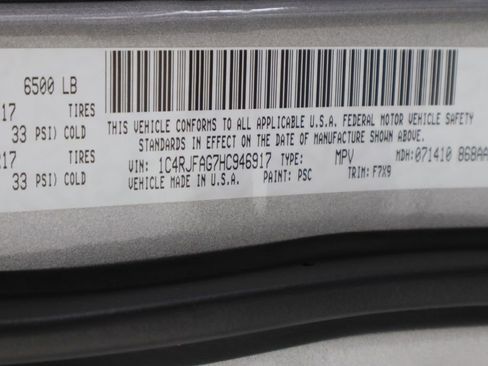 6500 LB
17 TIRES
33 PSI) COLD
R17 TIRES
33 PSI) COLD
THIS VEHICLE CONFORMS TO ALL APPLICABLE U.S.A. FEDERAL MOTOR VEHICLE SAFETY
STANDARDS IN EFFECT ON THE DATE OF MANUFACTURE SHOWN ABOVE.
VIN: 1C4RJFAG7HC946917 TYPE: MPV MDH: 071410 868AA
VEHICLE MADE IN U.S.A. PAINT: PSC TRIM: F7X9